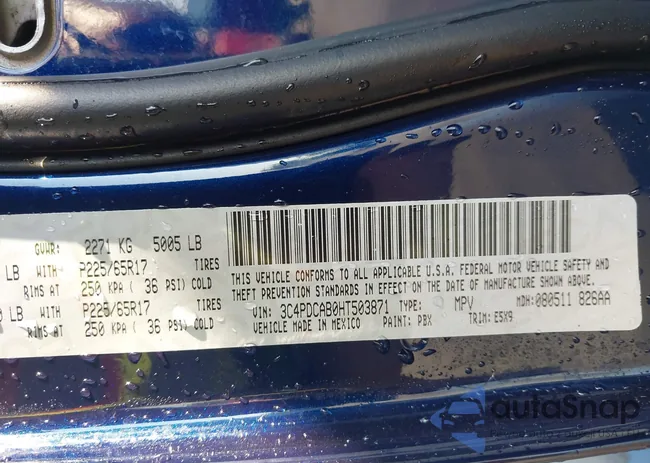 GVWR: 2271 KG 5005 LB
LB WITH P225/65R17 TIRES
RIMS AT 250 KPA ( 36 PSI) COLD
LB WITH P225/65R17 TIRES
RIMS AT 250 KPA ( 36 PSI) COLD
THIS VEHICLE CONFORMS TO ALL APPLICABLE U.S.A. FEDERAL MOTOR VEHICLE SAFETY AND
THEFT PREVENTION STANDARDS IN EFFECT ON THE DATE OF MANUFACTURE SHOWN ABOVE.
VIN: 3C4PDCAB0HT503871 TYPE: MPV MDH: 080511 826AA
VEHICLE MADE IN MEXICO PAINT: PBX TRIM: E5X9
autoSnap